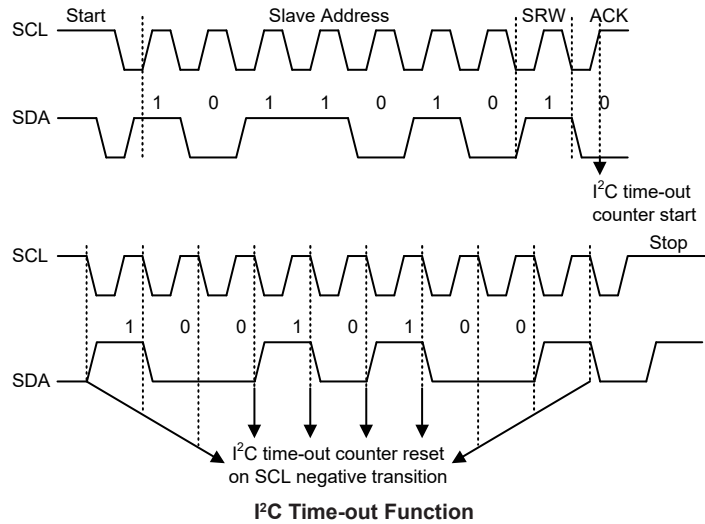 Start Slave Address SRW ACK
SCL
1 0 1 1 0 1 0 1 0
SDA
I²C time-out
counter start
Stop
SCL
1 0 0 1 0 1 0 0
SDA
I²C time-out counter reset
on SCL negative transition
I²C Time-out Function